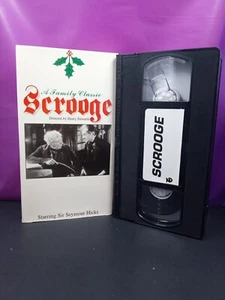 A Family Classic
Scrooge
Directed by Henry Edwards
Starring Sir Seymour Hicks
SCROOGE